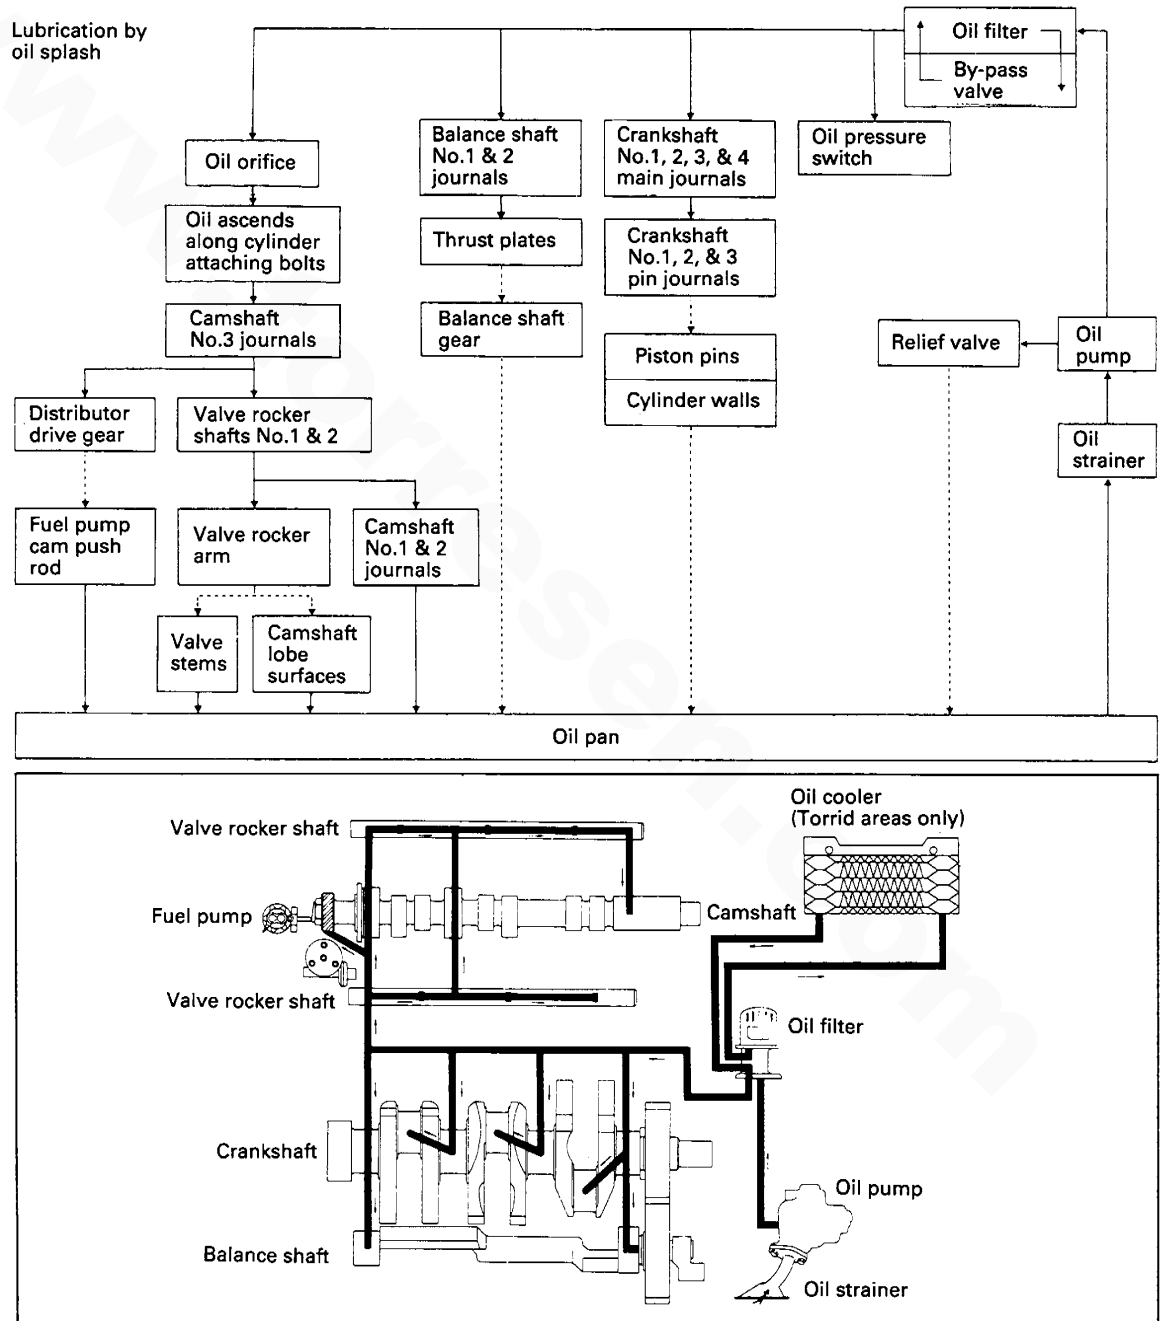 Lubrication by
oil splash
Oil filter
By-pass
valve
Oil orifice
Balance shaft
No.1 & 2
journals
Crankshaft
No.1, 2, 3, & 4
main journals
Oil pressure
switch
Oil ascends
along cylinder
attaching bolts
Thrust plates
Crankshaft
No.1, 2, & 3
pin journals
Camshaft
No.3 journals
Balance shaft
gear
Piston pins
Cylinder walls
Relief valve
Oil
pump
Distributor
drive gear
Valve rocker
shafts No.1 & 2
Oil
strainer
Fuel pump
cam push
rod
Valve rocker
arm
Camshaft
No.1 & 2
journals
Valve
stems
Camshaft
lobe
surfaces
Oil pan
Oil cooler
(Torrid areas only)
Valve rocker shaft
Fuel pump
Camshaft
Valve rocker shaft
Oil filter
Crankshaft
Oil pump
Balance shaft
Oil strainer
www.torresen.com